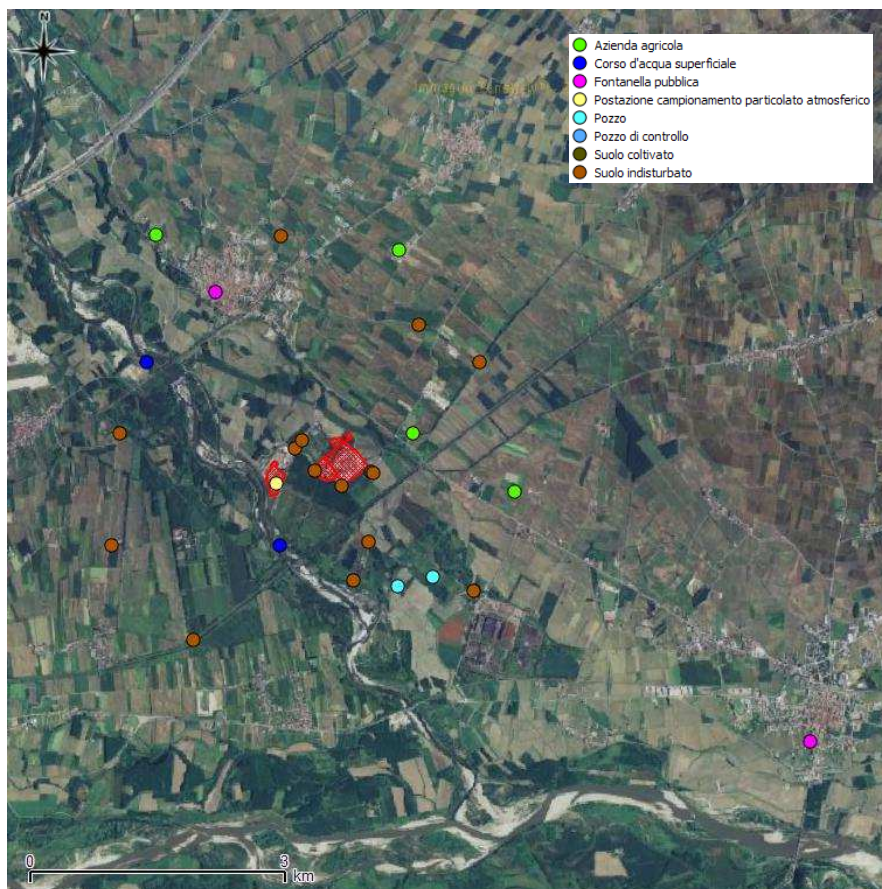 N
Azienda agricola
Corso d'acqua superficiale
Fontanella pubblica
Postazione campionamento particolato atmosferico
Pozzo
Pozzo di controllo
Suolo coltivato
Suolo indisturbato
0 3
km